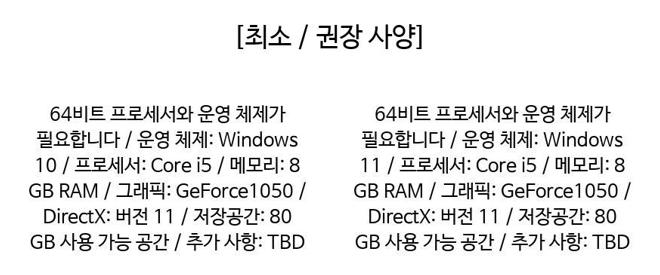 [최소 / 권장 사양]
64비트 프로세서와 운영 체제가
필요합니다 / 운영 체제: Windows
10 / 프로세서: Core i5 / 메모리: 8
GB RAM / 그래픽: GeForce1050 /
DirectX: 버전 11 / 저장공간: 80
GB 사용 가능 공간 / 추가 사항: TBD
64비트 프로세서와 운영 체제가
필요합니다 / 운영 체제: Windows
11 / 프로세서: Core i5 / 메모리: 8
GB RAM / 그래픽: GeForce1050 /
DirectX: 버전 11 / 저장공간: 80
GB 사용 가능 공간 / 추가 사항: TBD